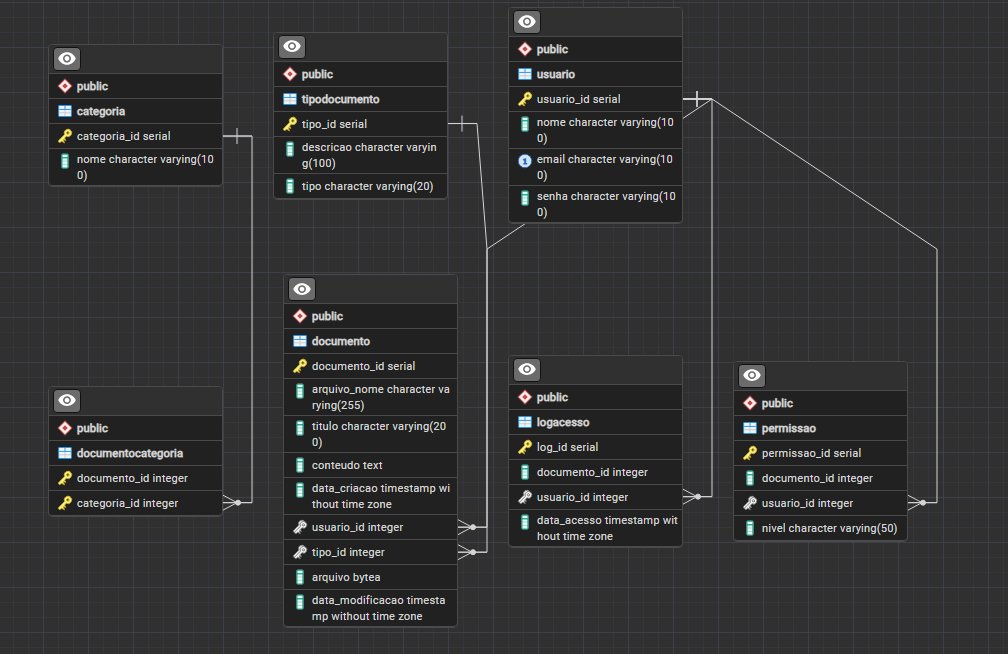 public
categoria
categoria_id serial
nome character varying(10
0)
public
tipodocumento
tipo_id serial
descricao character varyin
g(100)
tipo character varying(20)
public
usuario
usuario_id serial
nome character varying(10
0)
1
email character varying(10
0)
senha character varying(10
0)
public
documentocategoria
documento_id integer
categoria_id integer
public
documento
documento_id serial
arquivo_nome character va
rying(255)
titulo character varying(20
0)
conteudo text
data_criacao timestamp wi
thout time zone
usuario_id integer
tipo_id integer
arquivo bytea
data_modificacao timesta
mp without time zone
public
logacesso
log_id serial
documento_id integer
usuario_id integer
data_acesso timestamp wit
hout time zone
public
permissao
permissao_id serial
documento_id integer
usuario_id integer
nivel character varying(50)